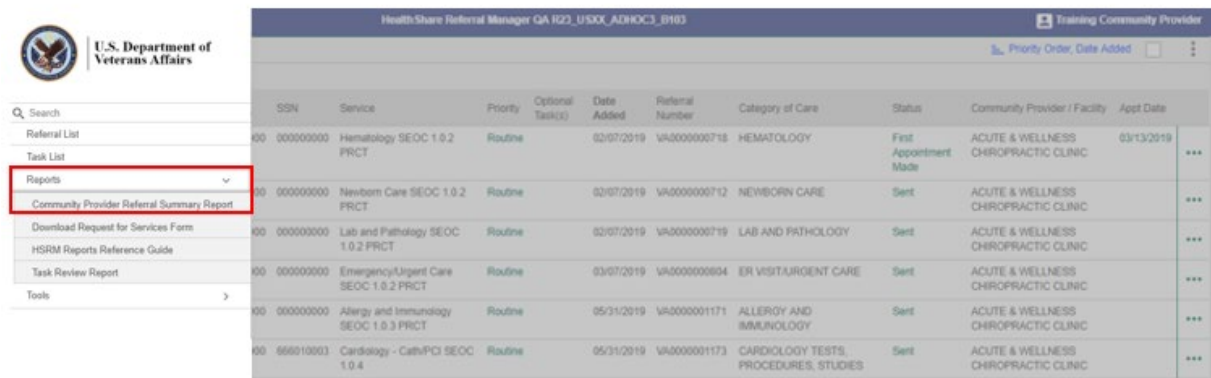 HealthShare Referral Manager QA R23_USXX_ADHOC3_B103
Training Community Provider
U.S. Department of
Veterans Affairs
Priority Order, Date Added
Search
Referral List
Task List
Reports
Community Provider Referral Summary Report
Download Request for Services Form
HSRM Reports Reference Guide
Task Review Report
Tools
SSN Service Priority Optional Date Referral Category of Care Status Community Provider / Facility Appt Date
Task(s) Added Number
000 000000000 Hematology SEOC 1.0.2 Routine 02/07/2019 VA0000000718 HEMATOLOGY First ACUTE & WELLNESS 03/13/2019
PRCT Appointment CHIROPRACTIC CLINIC
Made
000 000000000 Newborn Care SEOC 1.0.2 Routine 02/07/2019 VA0000000712 NEWBORN CARE Sent ACUTE & WELLNESS
PRCT CHIROPRACTIC CLINIC
000 000000000 Lab and Pathology SEOC Routine 02/07/2019 VA0000000719 LAB AND PATHOLOGY Sent ACUTE & WELLNESS
1.0.2 PRCT CHIROPRACTIC CLINIC
000 000000000 Emergency/Urgent Care Routine 03/07/2019 VA0000000804 ER VISIT/URGENT CARE Sent ACUTE & WELLNESS
SEOC 1.0.2 PRCT CHIROPRACTIC CLINIC
000 000000000 Allergy and Immunology Routine 05/31/2019 VA0000001171 ALLERGY AND Sent ACUTE & WELLNESS
SEOC 1.0.3 PRCT IMMUNOLOGY CHIROPRACTIC CLINIC
000 666010003 Cardiology - Cath/PCI SEOC Routine 05/31/2019 VA0000001173 CARDIOLOGY TESTS, Sent ACUTE & WELLNESS
1.0.4 PROCEDURES, STUDIES CHIROPRACTIC CLINIC